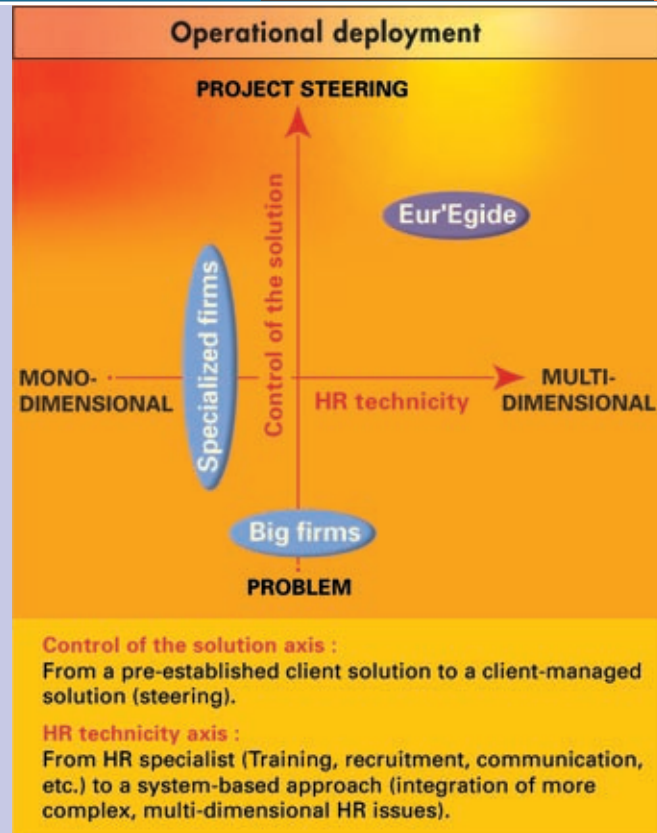 Operational deployment
PROJECT STEERING
Eur'Egide
Specialized firms
Control of the solution
MONO-
DIMENSIONAL
HR technicity
MULTI-
DIMENSIONAL
Big firms
PROBLEM
Control of the solution axis :
From a pre-established client solution to a client-managed
solution (steering).
HR technicity axis :
From HR specialist (Training, recruitment, communication,
etc.) to a system-based approach (integration of more
complex, multi-dimensional HR issues).